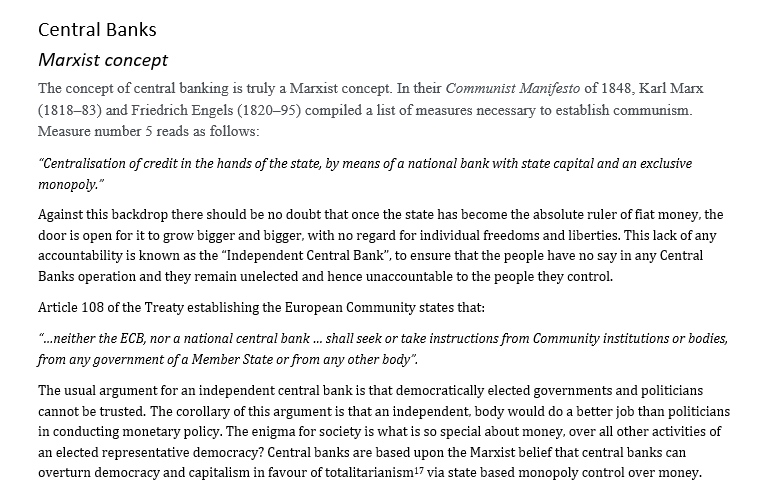 Central Banks
Marxist concept
The concept of central banking is truly a Marxist concept. In their Communist Manifesto of 1848, Karl Marx
(1818–83) and Friedrich Engels (1820–95) compiled a list of measures necessary to establish communism.
Measure number 5 reads as follows:
“Centralisation of credit in the hands of the state, by means of a national bank with state capital and an exclusive
monopoly.”
Against this backdrop there should be no doubt that once the state has become the absolute ruler of fiat money, the
door is open for it to grow bigger and bigger, with no regard for individual freedoms and liberties. This lack of any
accountability is known as the “Independent Central Bank”, to ensure that the people have no say in any Central
Banks operation and they remain unelected and hence unaccountable to the people they control.
Article 108 of the Treaty establishing the European Community states that:
“...neither the ECB, nor a national central bank ... shall seek or take instructions from Community institutions or bodies,
from any government of a Member State or from any other body”.
The usual argument for an independent central bank is that democratically elected governments and politicians
cannot be trusted. The corollary of this argument is that an independent, body would do a better job than politicians
in conducting monetary policy. The enigma for society is what is so special about money, over all other activities of
an elected representative democracy? Central banks are based upon the Marxist belief that central banks can
overturn democracy and capitalism in favour of totalitarianism¹⁷ via state based monopoly control over money.